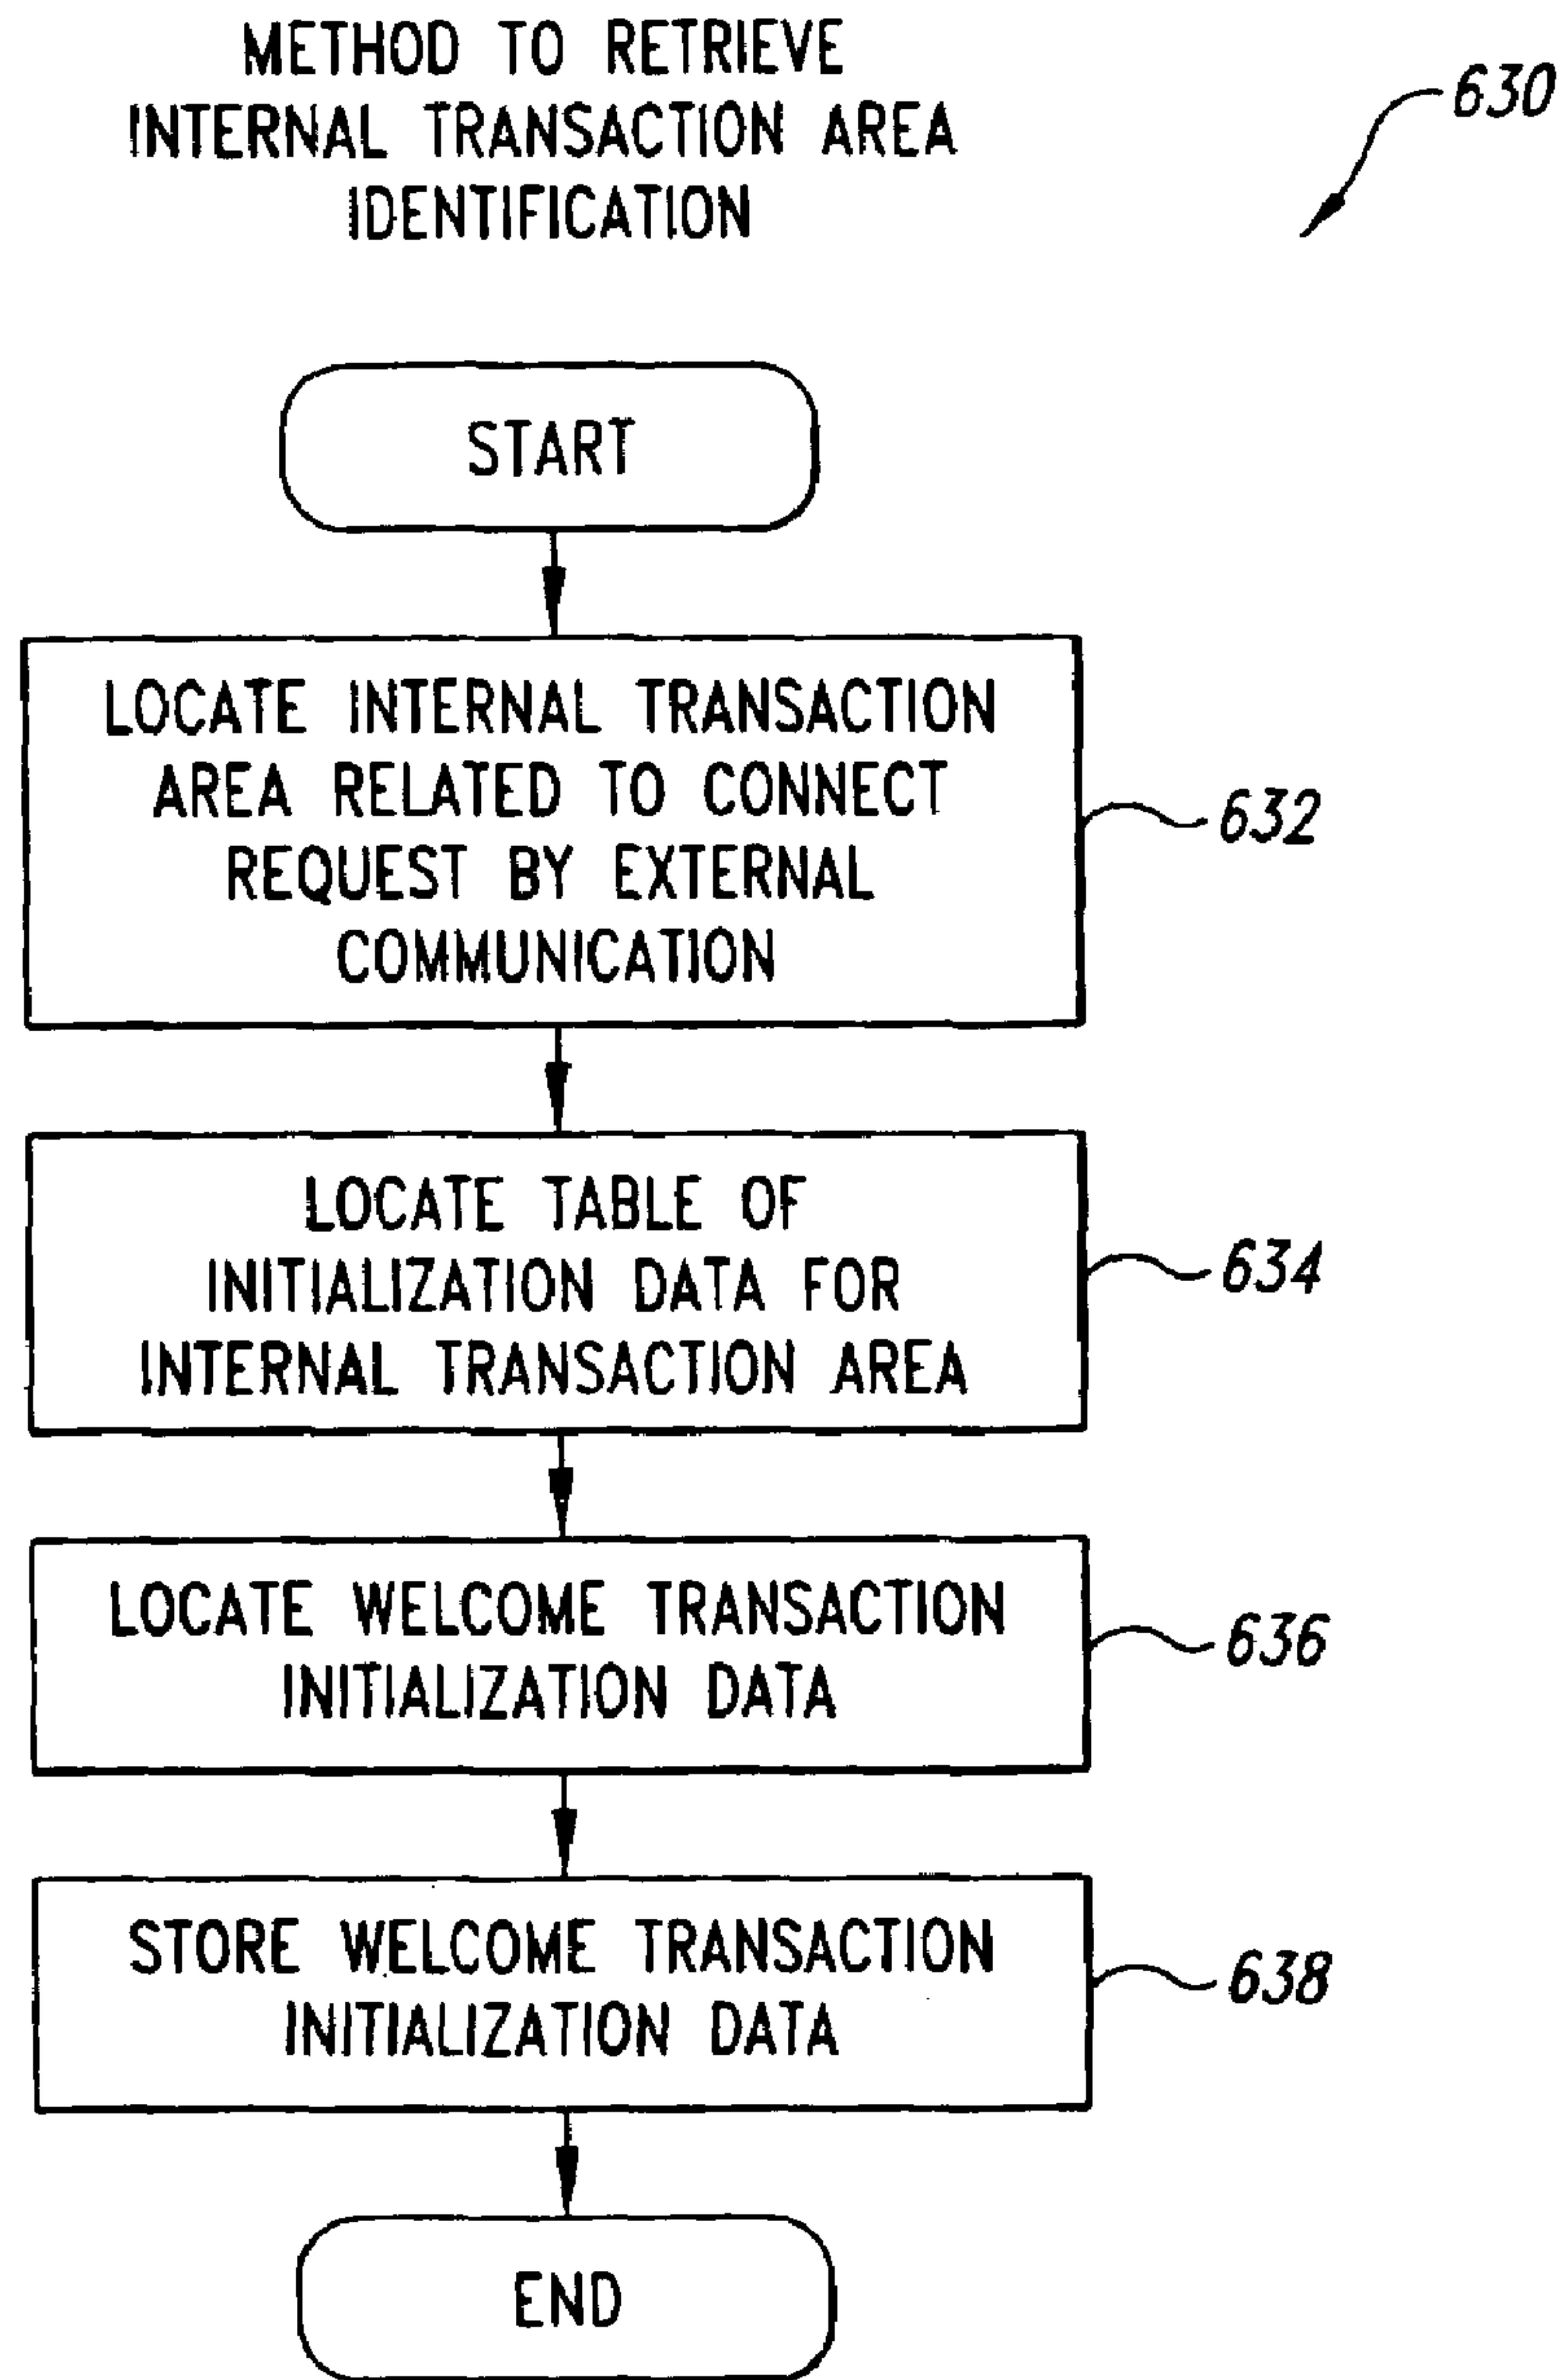 METHOD TO RETRIEVE
INTERNAL TRANSACTION AREA
IDENTIFICATION
630
START
LOCATE INTERNAL TRANSACTION
AREA RELATED TO CONNECT
REQUEST BY EXTERNAL
COMMUNICATION
632
LOCATE TABLE OF
INITIALIZATION DATA FOR
INTERNAL TRANSACTION AREA
634
LOCATE WELCOME TRANSACTION
INITIALIZATION DATA
636
STORE WELCOME TRANSACTION
INITIALIZATION DATA
638
END